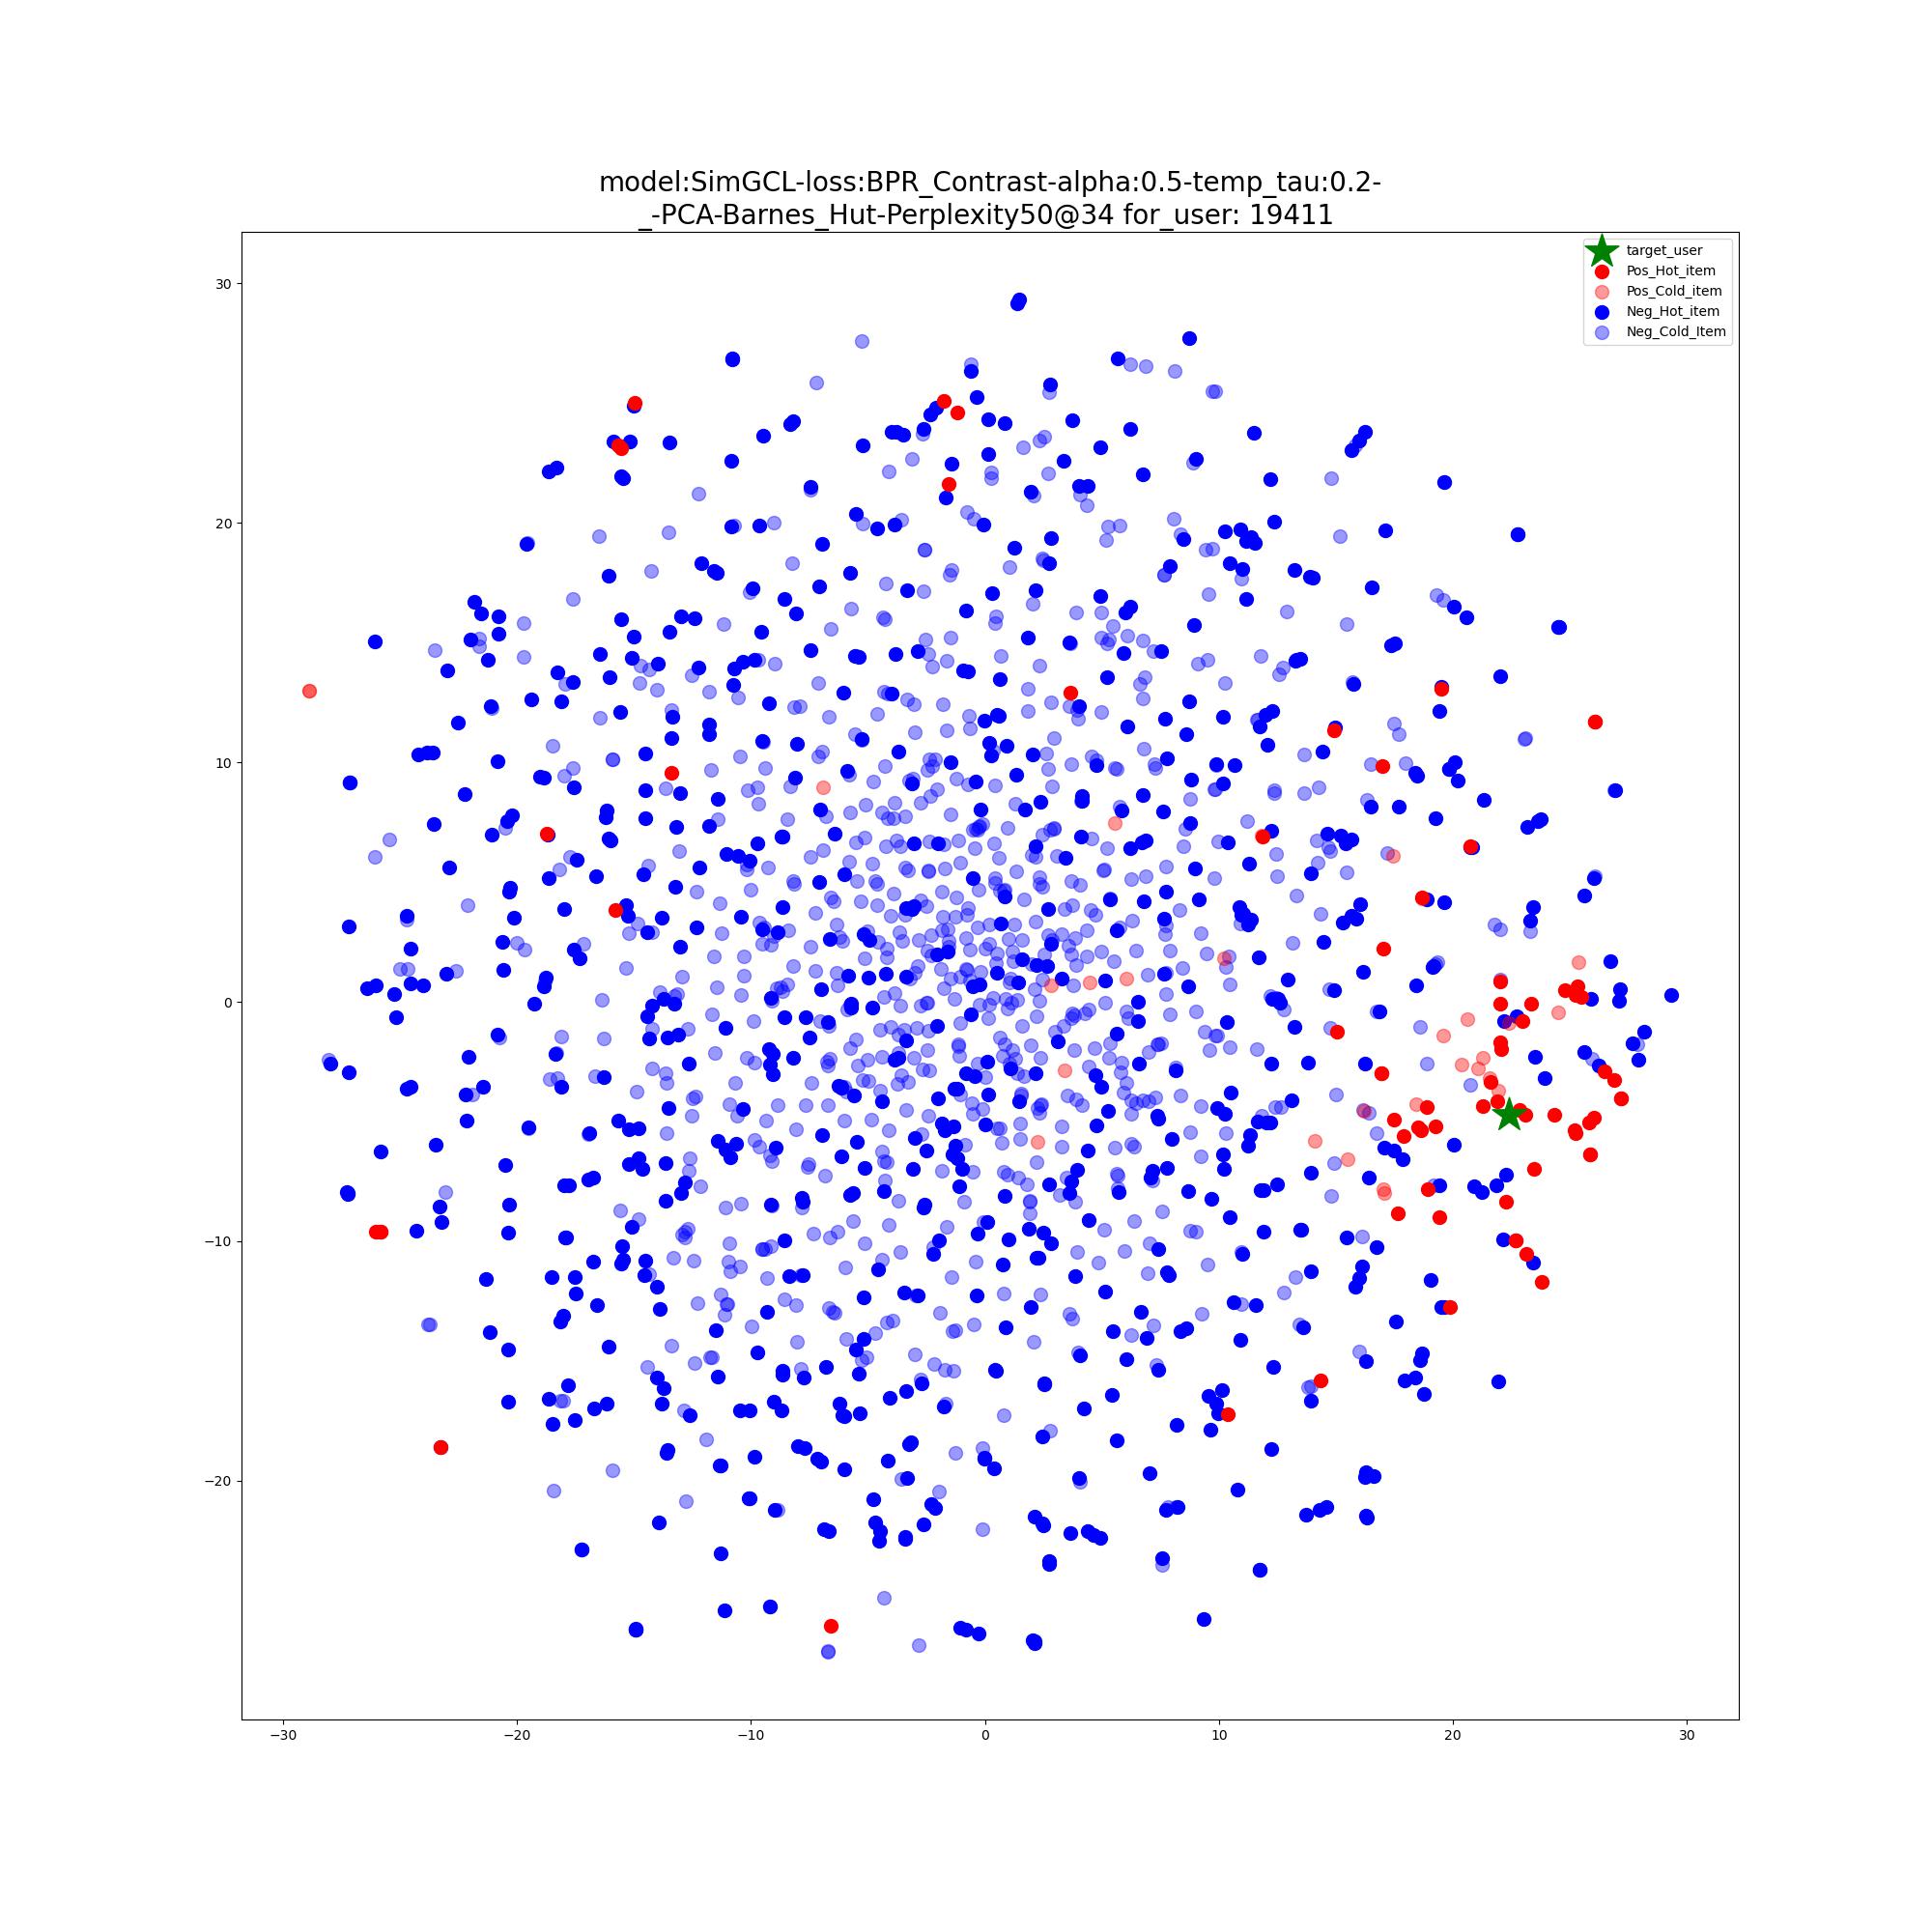 model:SimGCL-loss:BPR_Contrast-alpha:0.5-temp_tau:0.2-
_-PCA-Barnes_Hut-Perplexity50@34 for_user: 19411
target_user
Pos_Hot_item
Pos_Cold_item
Neg_Hot_item
Neg_Cold_Item
30
20
10
0
−10
−20
−30
−20
−10
0
10
20
30